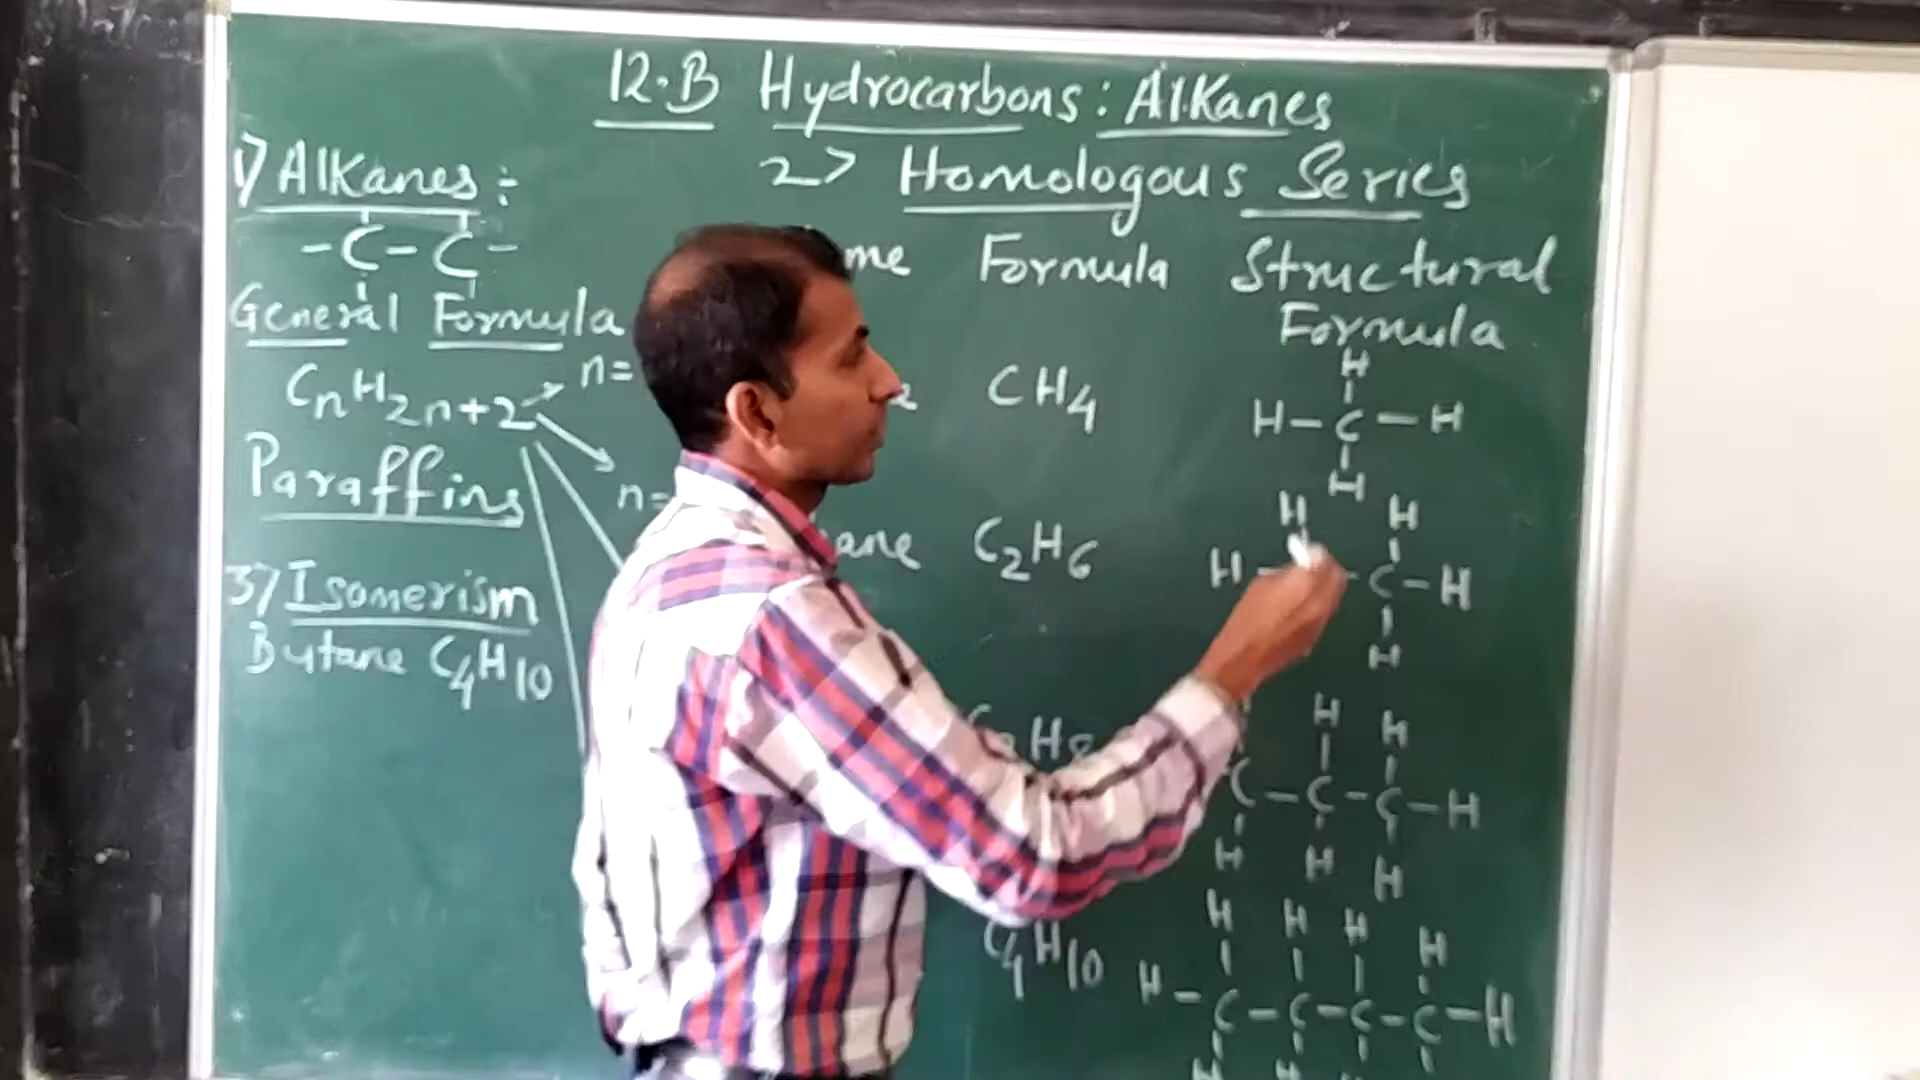 12.B Hydrocarbons: Alkanes
1) Alkanes:
-C-C-
General Formula
CnH2n+2
n=
n=
Paraffins
3) Isomerism
Butane C4H10
2> Homologous Series
Formula Structural
Formula
CH4
H
H-C-H
H
C2H6
H H
H C-H
H
H H
C-C-C-H
H H H
C4H10
H H H H
H-C-C-C-C-H
H H